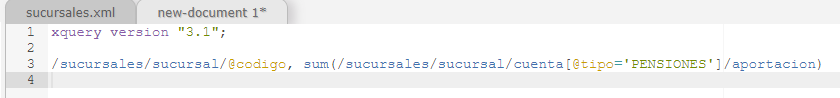 sucursales.xml new-document 1*
1 xquery version "3.1";
2
3 /sucursales/sucursal/@codigo, sum(/sucursales/sucursal/cuenta[@tipo='PENSIONES']/aportacion)
4